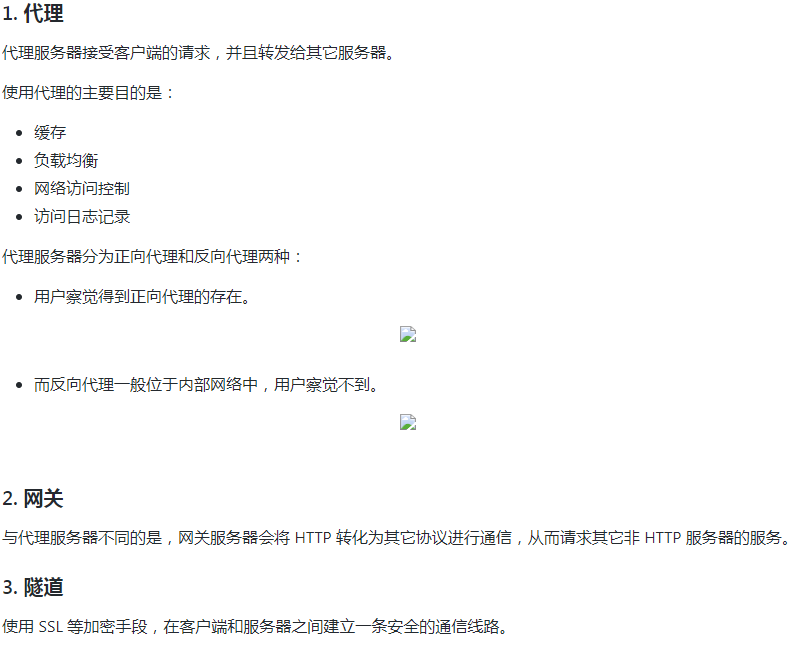 1. 代理
代理服务器接受客户端的请求，并且转发给其它服务器。
使用代理的主要目的是：
缓存
负载均衡
网络访问控制
访问日志记录
代理服务器分为正向代理和反向代理两种：
用户察觉得到正向代理的存在。
而反向代理一般位于内部网络中，用户察觉不到。
2. 网关
与代理服务器不同的是，网关服务器会将 HTTP 转化为其它协议进行通信，从而请求其它非 HTTP 服务器的服务。
3. 隧道
使用 SSL 等加密手段，在客户端和服务器之间建立一条安全的通信线路。